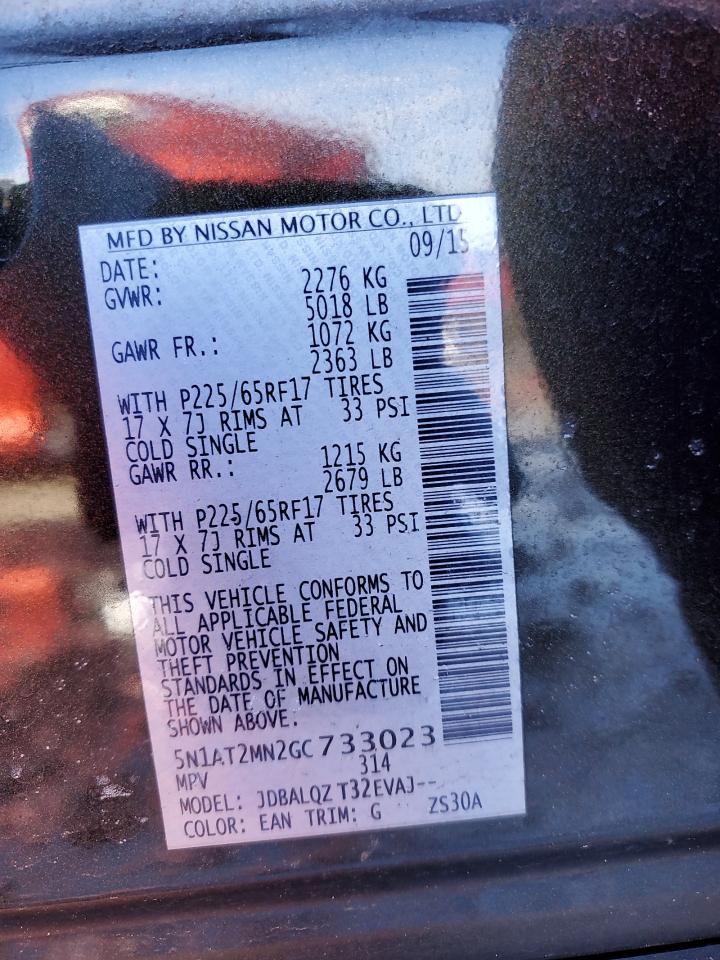 MFD BY NISSAN MOTOR CO., LTD
DATE: 09/15
GVWR: 2276 KG
5018 LB
GAWR FR.: 1072 KG
2363 LB
WITH P225/65RF17 TIRES
17 X 7J RIMS AT 33 PSI
COLD SINGLE
GAWR RR.: 1215 KG
2679 LB
WITH P225/65RF17 TIRES
17 X 7J RIMS AT 33 PSI
COLD SINGLE
THIS VEHICLE CONFORMS TO
ALL APPLICABLE FEDERAL
MOTOR VEHICLE SAFETY AND
THEFT PREVENTION
STANDARDS IN EFFECT ON
THE DATE OF MANUFACTURE
SHOWN ABOVE.
5N1AT2MN2GC733023
MPV 314
MODEL: JDBALQZ T32EVAJ--
COLOR: EAN TRIM: G ZS30A